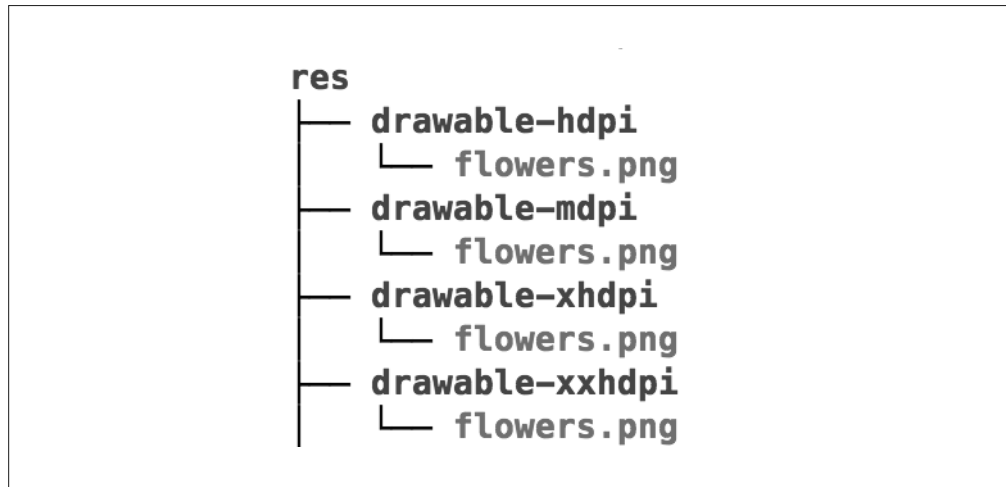 res
drawable-hdpi
flowers.png
drawable-mdpi
flowers.png
drawable-xhdpi
flowers.png
drawable-xxhdpi
flowers.png